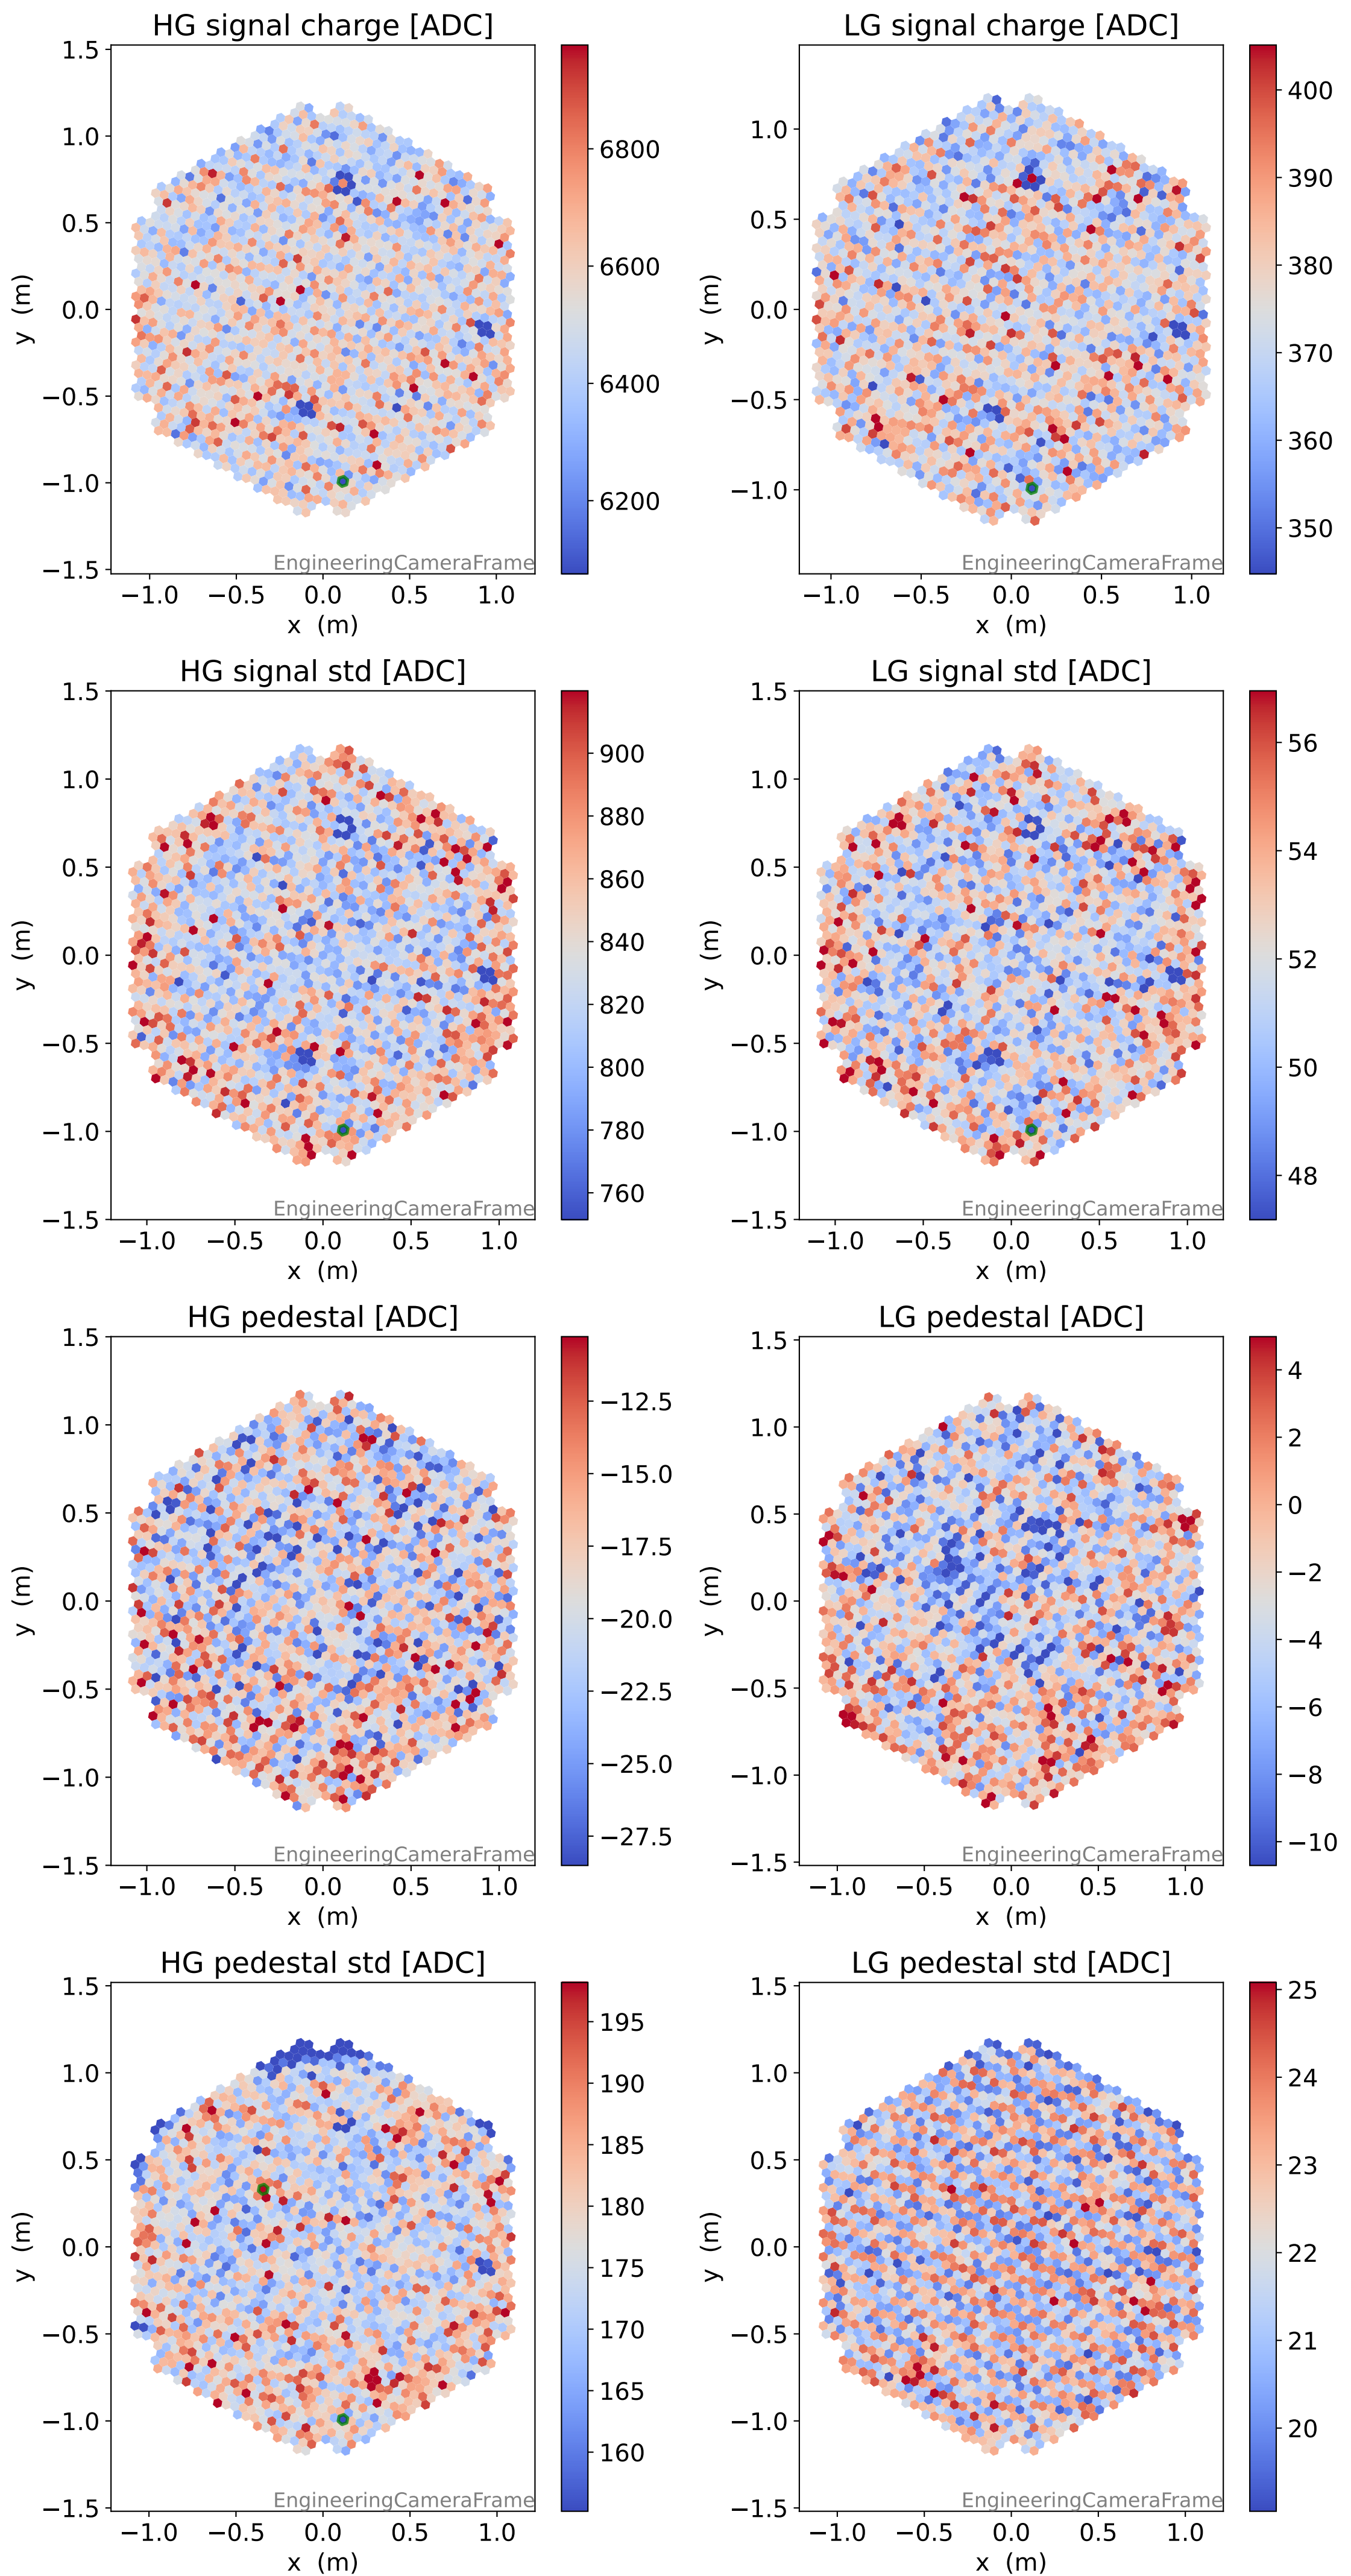 HG signal charge [ADC]
1.5
1.0
0.5
0.0
−0.5
−1.0
−1.5
y (m)
−1.0 −0.5 0.0 0.5 1.0
x (m)
EngineeringCameraFrame
6800
6600
6400
6200
LG signal charge [ADC]
1.0
0.5
0.0
−0.5
−1.0
y (m)
−1.0 −0.5 0.0 0.5 1.0
x (m)
EngineeringCameraFrame
400
390
380
370
360
350
HG signal std [ADC]
1.5
1.0
0.5
0.0
−0.5
−1.0
−1.5
y (m)
−1.0 −0.5 0.0 0.5 1.0
x (m)
EngineeringCameraFrame
900
880
860
840
820
800
780
760
LG signal std [ADC]
1.5
1.0
0.5
0.0
−0.5
−1.0
−1.5
y (m)
−1.0 −0.5 0.0 0.5 1.0
x (m)
EngineeringCameraFrame
56
54
52
50
48
HG pedestal [ADC]
1.5
1.0
0.5
0.0
−0.5
−1.0
−1.5
y (m)
−1.0 −0.5 0.0 0.5 1.0
x (m)
EngineeringCameraFrame
−12.5
−15.0
−17.5
−20.0
−22.5
−25.0
−27.5
LG pedestal [ADC]
1.5
1.0
0.5
0.0
−0.5
−1.0
−1.5
y (m)
−1.0 −0.5 0.0 0.5 1.0
x (m)
EngineeringCameraFrame
4
2
0
−2
−4
−6
−8
−10
HG pedestal std [ADC]
1.5
1.0
0.5
0.0
−0.5
−1.0
−1.5
y (m)
−1.0 −0.5 0.0 0.5 1.0
x (m)
EngineeringCameraFrame
195
190
185
180
175
170
165
160
LG pedestal std [ADC]
1.5
1.0
0.5
0.0
−0.5
−1.0
−1.5
y (m)
−1.0 −0.5 0.0 0.5 1.0
x (m)
EngineeringCameraFrame
25
24
23
22
21
20